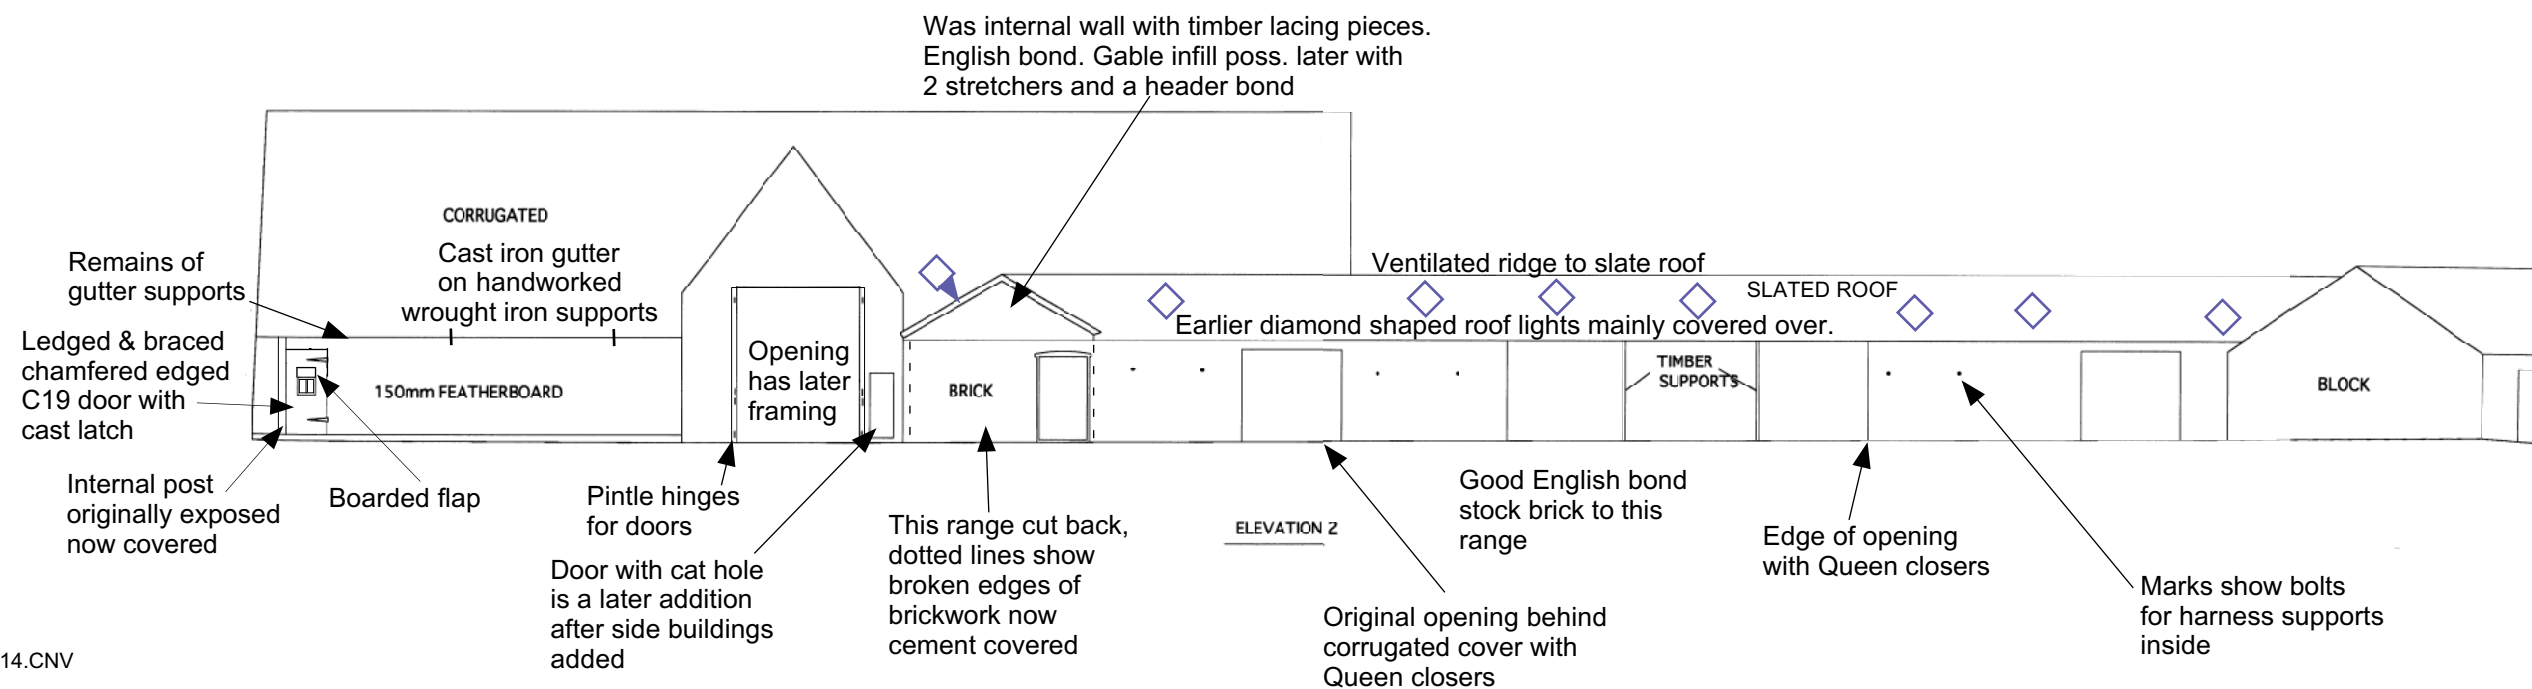 Was internal wall with timber lacing pieces.
English bond. Gable infill poss. later with
2 stretchers and a header bond
CORRUGATED
Cast iron gutter
on handworked
wrought iron supports
Remains of
gutter supports
Ledged & braced
chamfered edged
C19 door with
cast latch
Internal post
originally exposed
now covered
150mm FEATHERBOARD
Boarded flap
Opening
has later
framing
Pintle hinges
for doors
Door with cat hole
is a later addition
after side buildings
added
BRICK
This range cut back,
dotted lines show
broken edges of
brickwork now
cement covered
Ventilated ridge to slate roof
SLATED ROOF
Earlier diamond shaped roof lights mainly covered over.
TIMBER
SUPPORTS
BLOCK
ELEVATION 2
Original opening behind
corrugated cover with
Queen closers
Good English bond
stock brick to this
range
Edge of opening
with Queen closers
Marks show bolts
for harness supports
inside
14.CNV